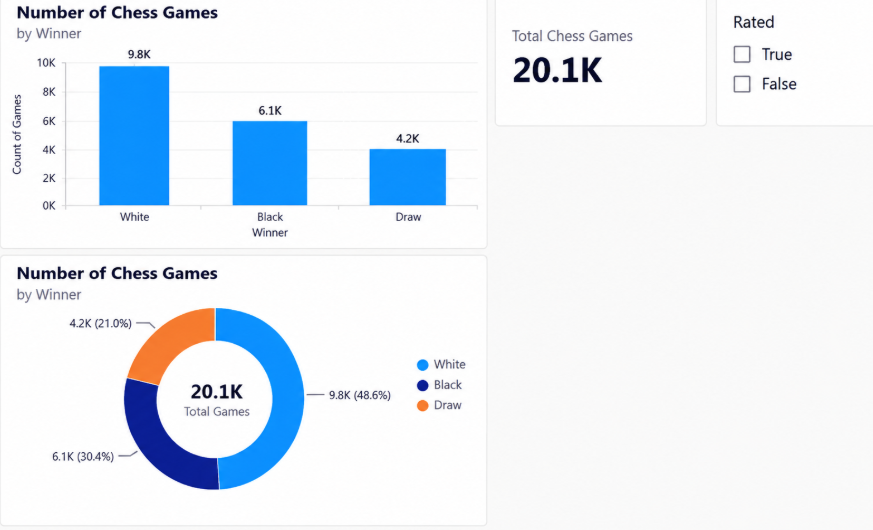 Number of Chess Games
by Winner
Count of Games
10K
8K
6K
4K
2K
0K
9.8K
6.1K
4.2K
White
Black
Draw
Winner
Total Chess Games
20.1K
Rated
True
False
Number of Chess Games
by Winner
4.2K (21.0%)
9.8K (48.6%)
6.1K (30.4%)
20.1K
Total Games
White
Black
Draw